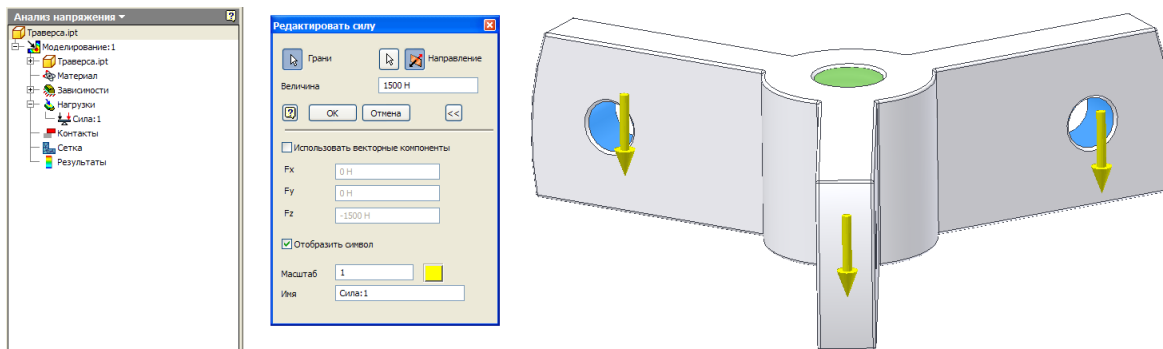 Анализ напряжения
Траверса.ipt
Моделирование:1
Траверса.ipt
Материал
Зависимости
Нагрузки
Сила:1
Контакты
Сетка
Результаты
Редактировать силу
Грани
Направление
Величина
1500 Н
ОК
Отмена
<<
Использовать векторные компоненты
Fx
0 Н
Fy
0 Н
Fz
-1500 Н
Отобразить символ
Масштаб
1
Имя
Сила:1